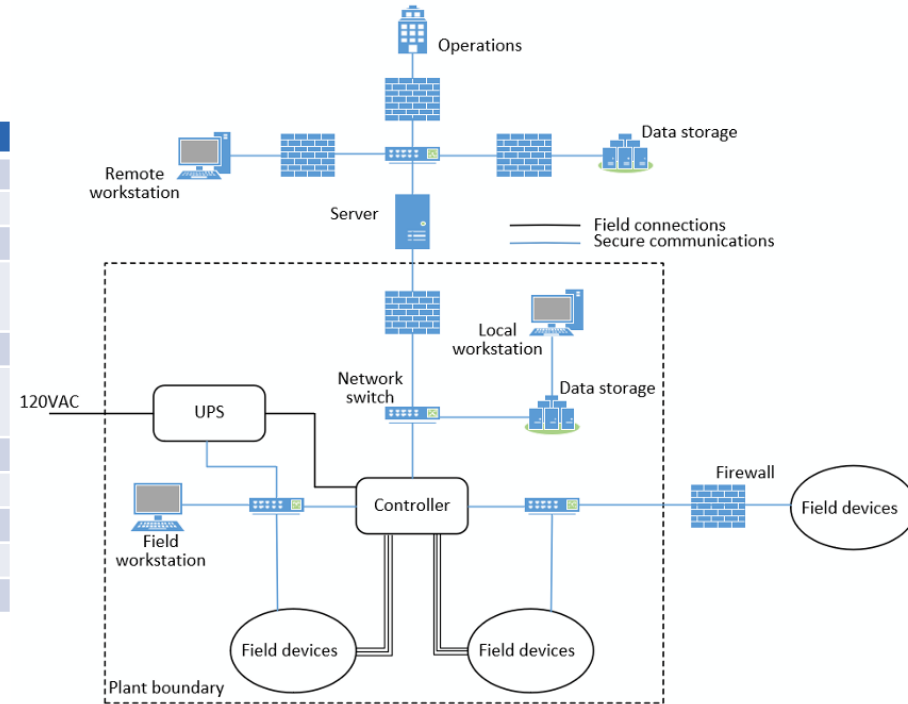 Operations
Data storage
Remote
workstation
Server
Field connections
Secure communications
Local
workstation
Network
switch
Data storage
120VAC
UPS
Firewall
Controller
Field devices
Field
workstation
Field devices
Field devices
Plant boundary